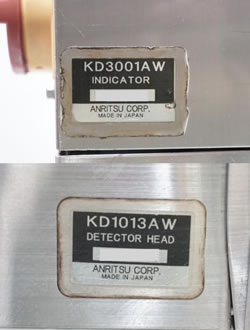 KD3001AW
INDICATOR
ANRITSU CORP.
MADE IN JAPAN
KD1013AW
DETECTOR HEAD
ANRITSU CORP.
MADE IN JAPAN